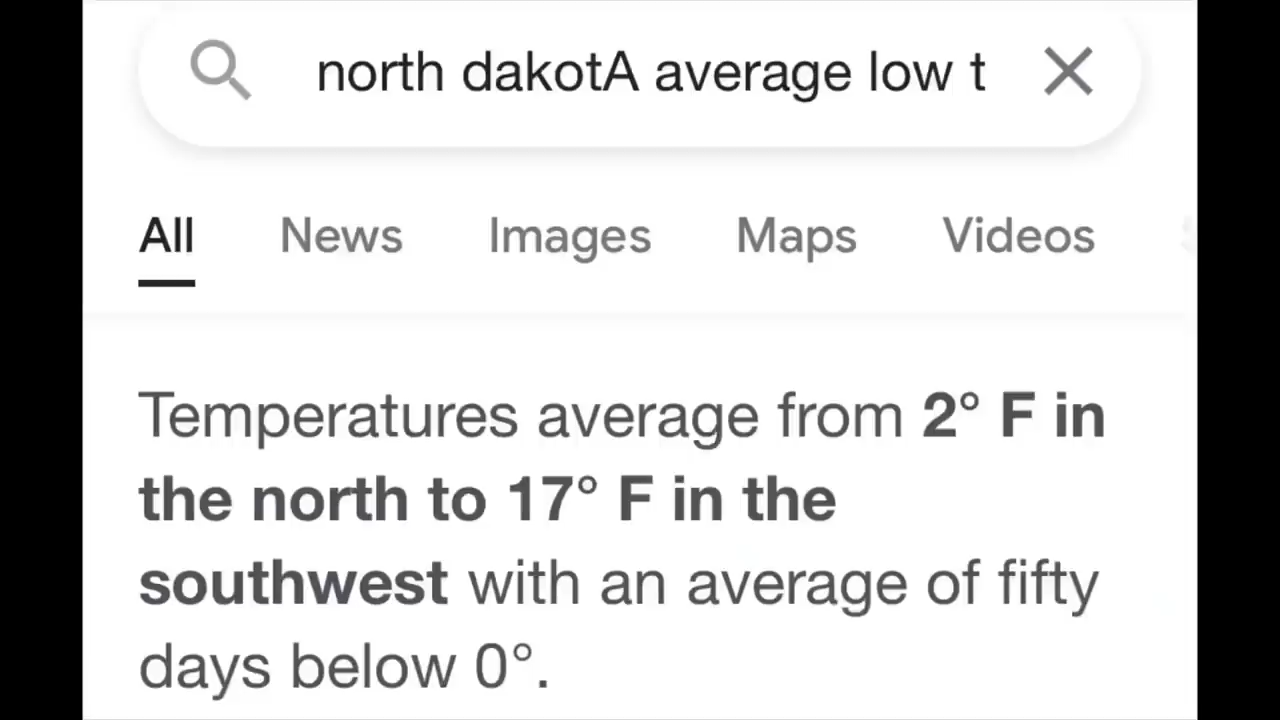 north dakotA average low t
All News Images Maps Videos
Temperatures average from 2° F in
the north to 17° F in the
southwest with an average of fifty
days below 0°.